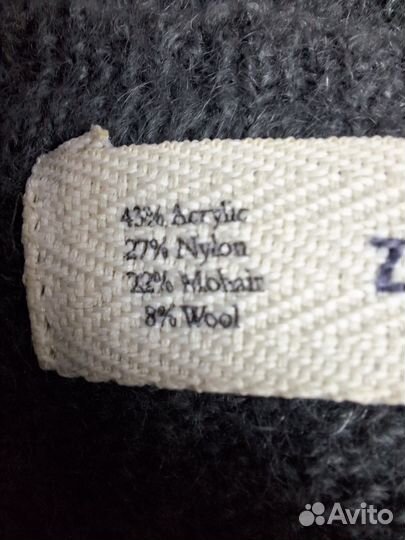 43% Acrylic
27% Nylon
22% Mohair
8% Wool
Z
Avito